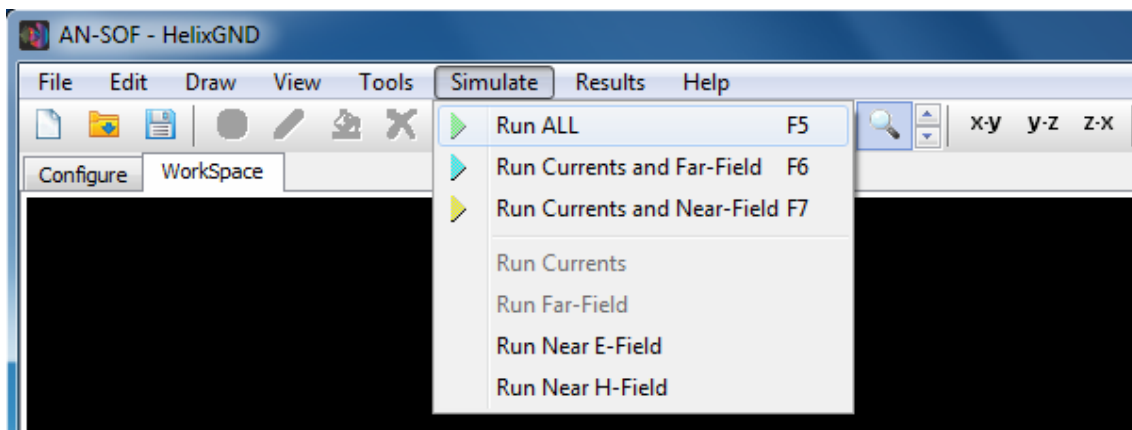 AN-SOF - HelixGND
File Edit Draw View Tools Simulate Results Help
x-y y-z z-x
Configure WorkSpace
Run ALL F5
Run Currents and Far-Field F6
Run Currents and Near-Field F7
Run Currents
Run Far-Field
Run Near E-Field
Run Near H-Field